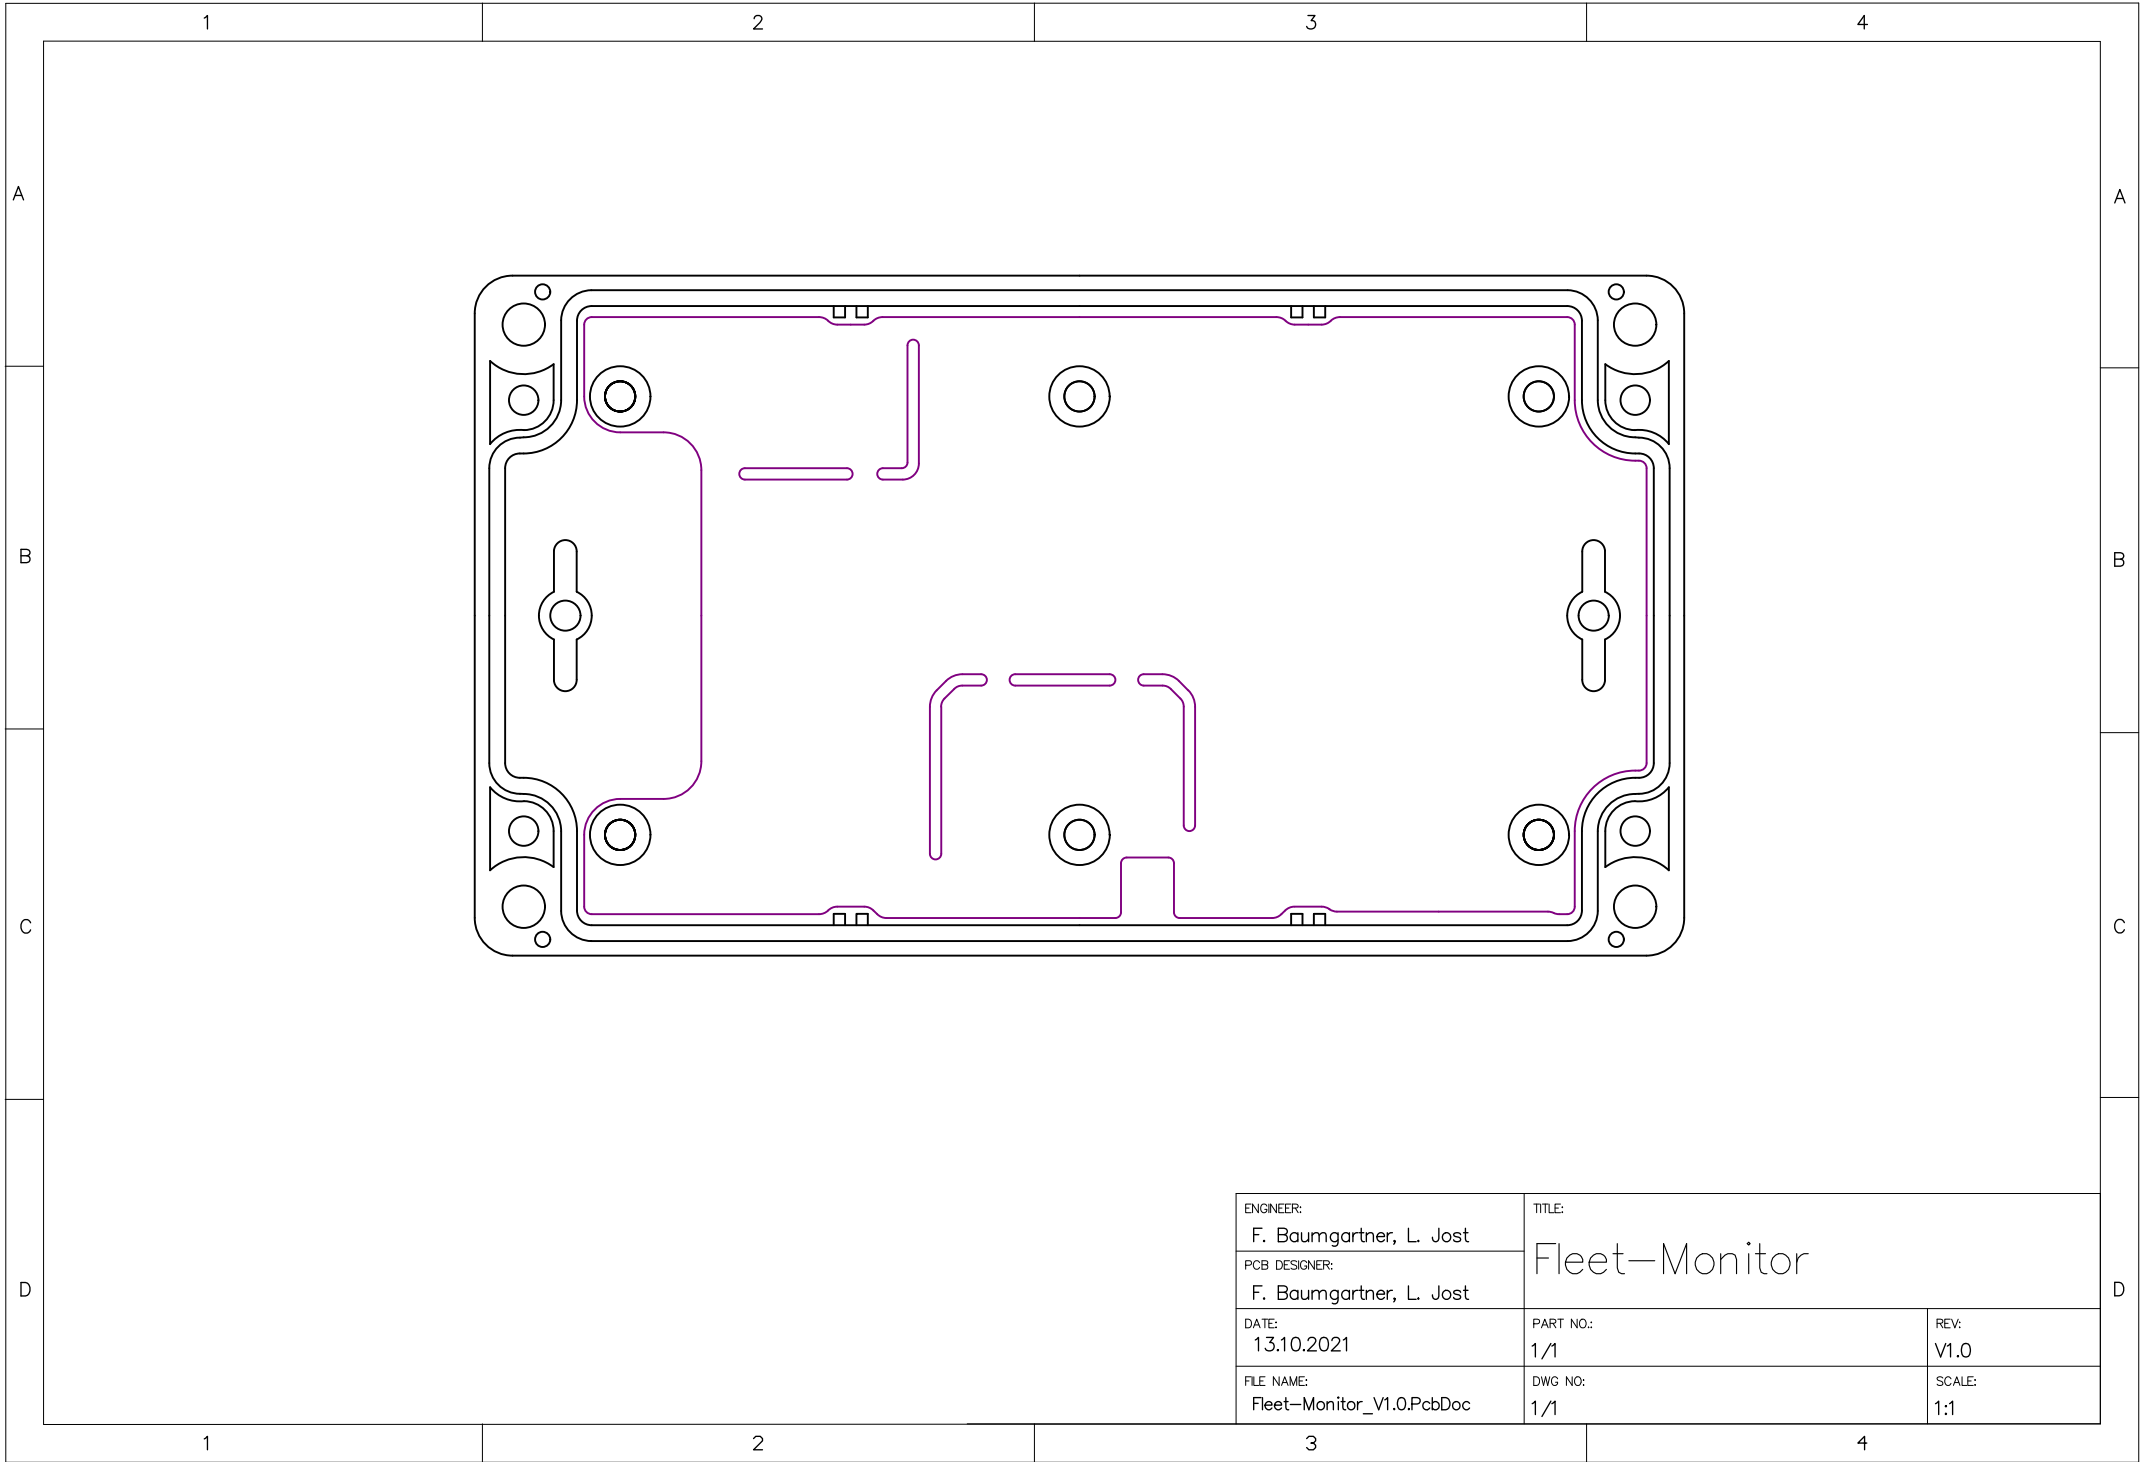 1 2 3 4
A A
B B
C C
D D
ENGINEER:
F. Baumgartner, L. Jost
TITLE:
Fleet-Monitor
PCB DESIGNER:
F. Baumgartner, L. Jost
DATE:
13.10.2021
PART NO.:
1/1
REV:
V1.0
FILE NAME:
Fleet-Monitor_V1.0.PcbDoc
DWG NO:
1/1
SCALE:
1:1
1 2 3 4